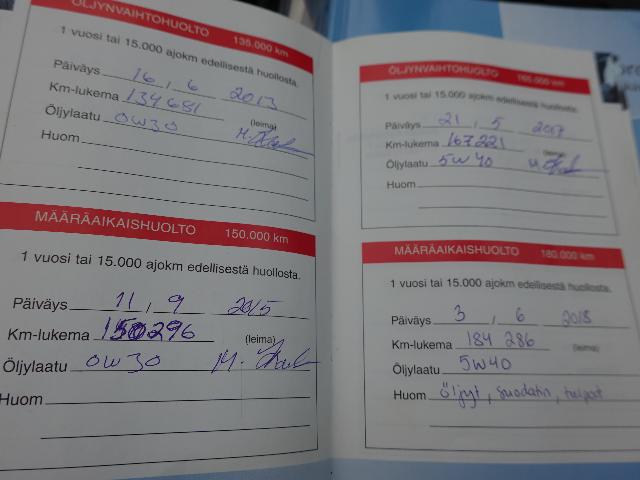 ÖLJYNVAIHTOHUOLTO 135.000 km
1 vuosi tai 15.000 ajokm edellisestä huollosta.
Päiväys 16 , 6 2013
Km-lukema 134681
(leima)
Öljylaatu 0W30
Huom
MÄÄRÄAIKAISHUOLTO 150.000 km
1 vuosi tai 15.000 ajokm edellisestä huollosta.
Päiväys 11 , 9 2015
Km-lukema 150296
(leima)
Öljylaatu 0W30
Huom
ÖLJYNVAIHTOHUOLTO 165.000 km
1 vuosi tai 15.000 ajokm edellisestä huollosta.
Päiväys 21 , 5 2017
Km-lukema 167221
(leima)
Öljylaatu 5W40
Huom
MÄÄRÄAIKAISHUOLTO 180.000 km
1 vuosi tai 15.000 ajokm edellisestä huollosta.
Päiväys 3 , 6 2018
Km-lukema 184 286
(leima)
Öljylaatu 5W40
Huom öljyt, suodatin, tulpat